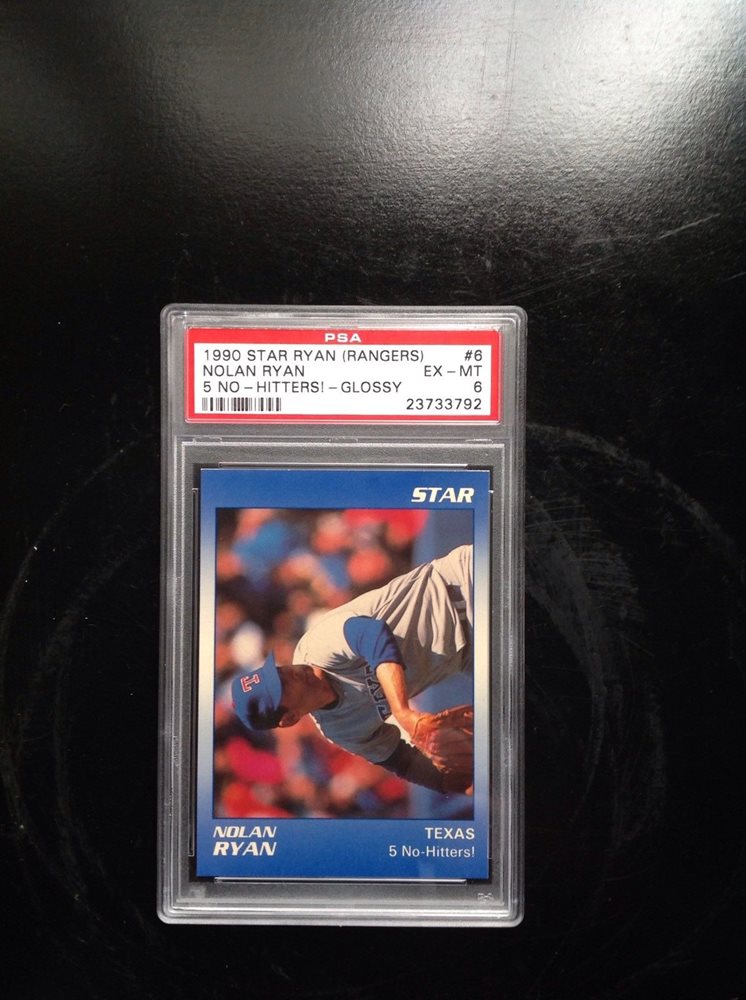 PSA
1990 STAR RYAN (RANGERS) #6
NOLAN RYAN EX - MT
5 NO - HITTERS! - GLOSSY 6
23733792
STAR
T
NOLAN
RYAN
TEXAS
5 No-Hitters!